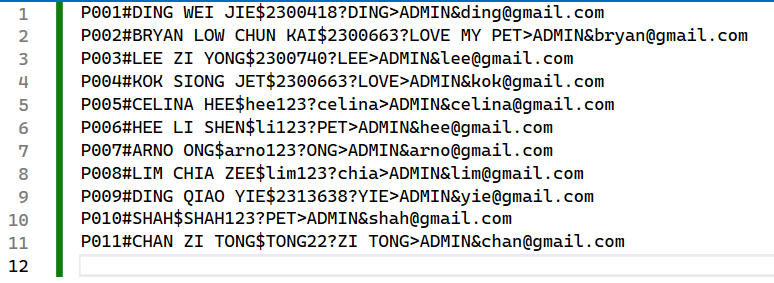 1 P001#DING WEI JIE$2300418?DING>ADMIN&ding@gmail.com
2 P002#BRYAN LOW CHUN KAI$2300663?LOVE MY PET>ADMIN&bryan@gmail.com
3 P003#LEE ZI YONG$2300740?LEE>ADMIN&lee@gmail.com
4 P004#KOK SIONG JET$2300663?LOVE>ADMIN&kok@gmail.com
5 P005#CELINA HEE$hee123?celina>ADMIN&celina@gmail.com
6 P006#HEE LI SHEN$li123?PET>ADMIN&hee@gmail.com
7 P007#ARNO ONG$arno123?ONG>ADMIN&arno@gmail.com
8 P008#LIM CHIA ZEE$lim123?chia>ADMIN&lim@gmail.com
9 P009#DING QIAO YIE$2313638?YIE>ADMIN&yie@gmail.com
10 P010#SHAH$SHAH123?PET>ADMIN&shah@gmail.com
11 P011#CHAN ZI TONG$TONG22?ZI TONG>ADMIN&chan@gmail.com
12